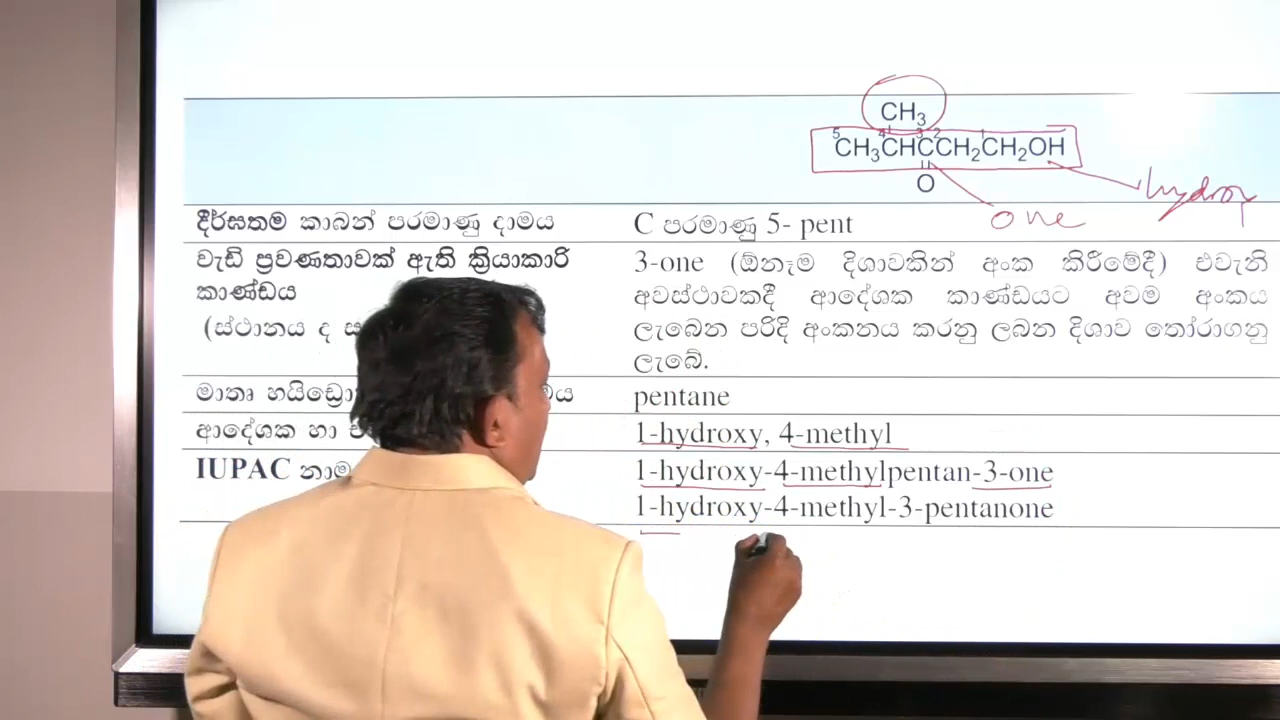 CH₃
5 4 3 2 1
CH₃CHCCH₂CH₂OH
O
hydroxy
one
දීර්ඝතම කාබන් පරමාණු දාමය C පරමාණු 5- pent
වැඩි ප්‍රවණතාවක් ඇති ක්‍රියාකාරී 3-one (ඕනෑම දිශාවකින් අංක කිරීමේදී) එවැනි
කාණ්ඩය අවස්ථාවකදී ආදේශක කාණ්ඩයට අවම අංකය
(ස්ථානය ද ලැබෙන පරිදි අංකනය කරනු ලබන දිශාව තෝරාගනු
ලැබේ.
මාතෘ pentane
ආදේශක හා 1-hydroxy, 4-methyl
IUPAC නාම 1-hydroxy-4-methylpentan-3-one
1-hydroxy-4-methyl-3-pentanone